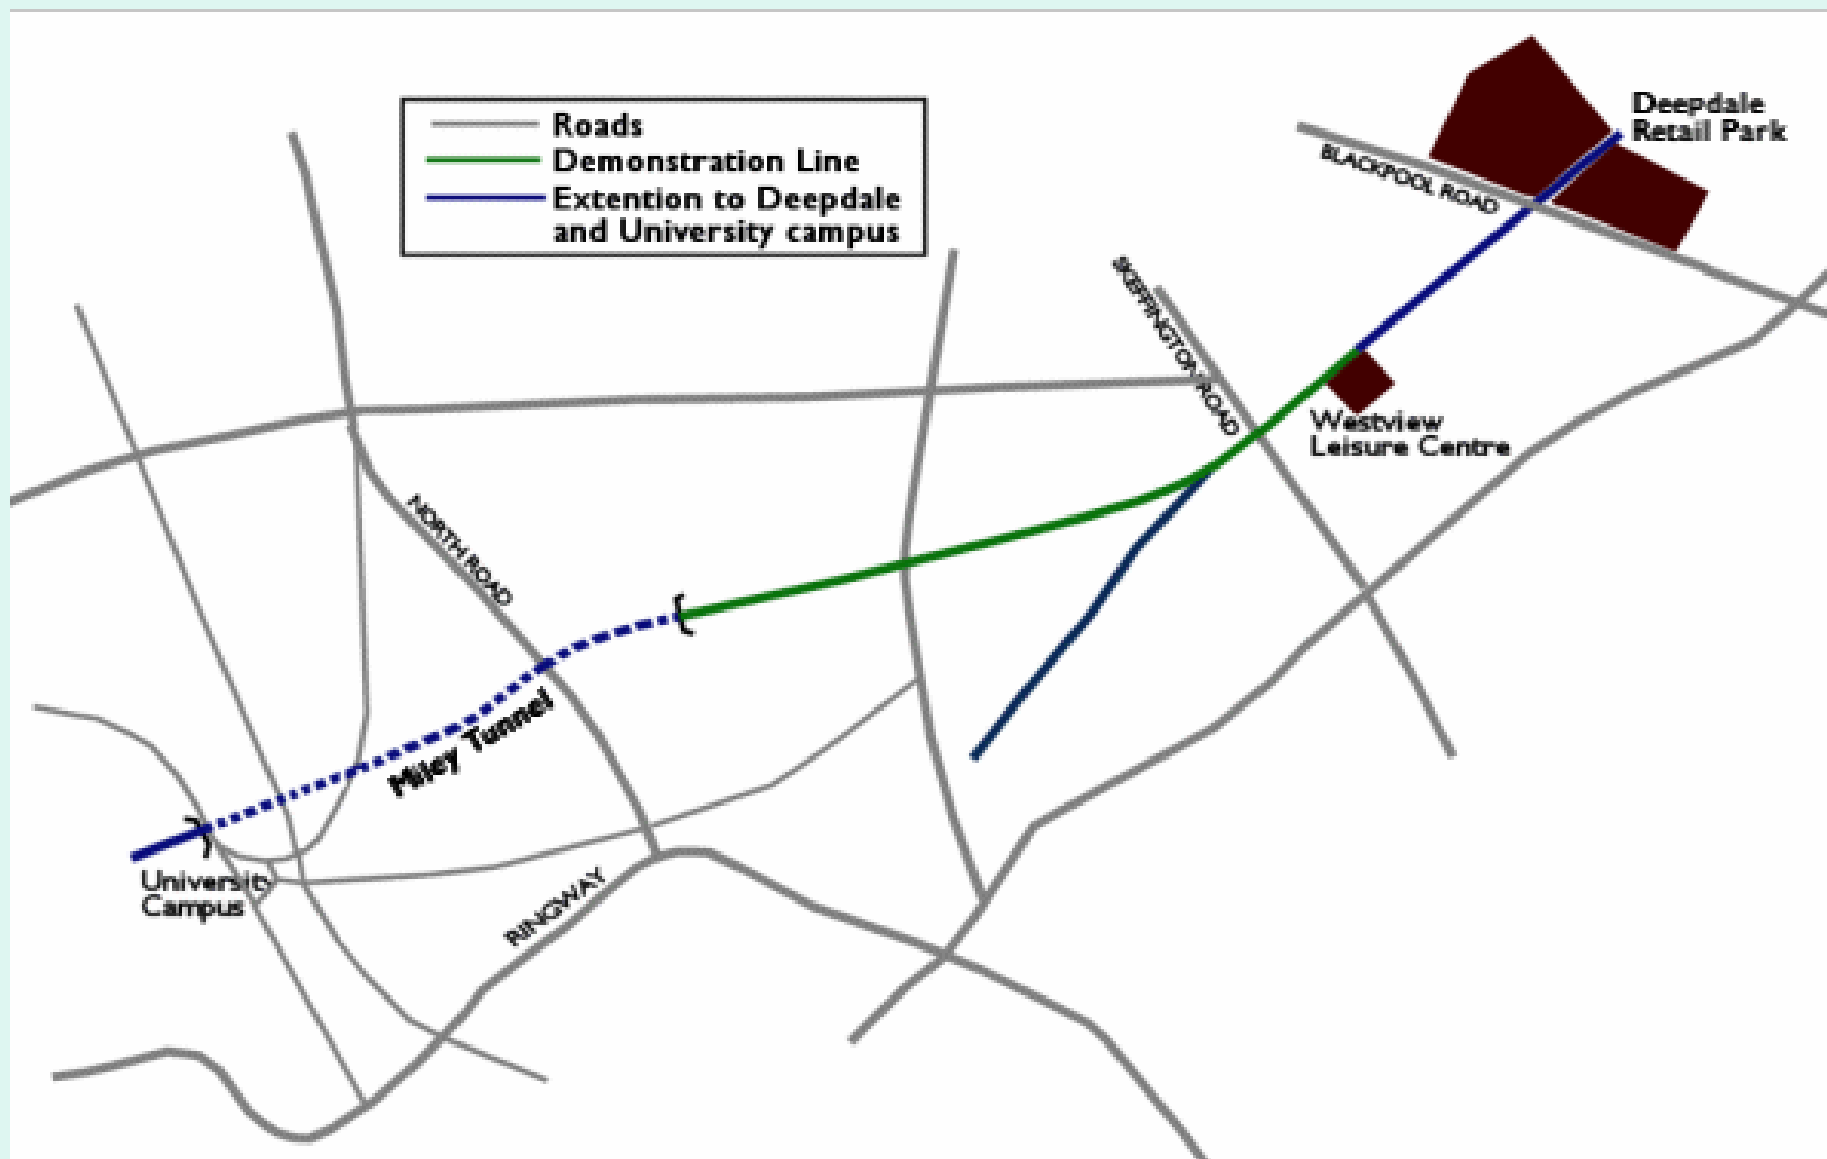 Roads
Demonstration Line
Extention to Deepdale
and University campus
Deepdale
Retail Park
BLACKPOOL ROAD
SKEFFINGTON ROAD
Westview
Leisure Centre
NORTH ROAD
Miley Tunnel
University
Campus
RINGWAY